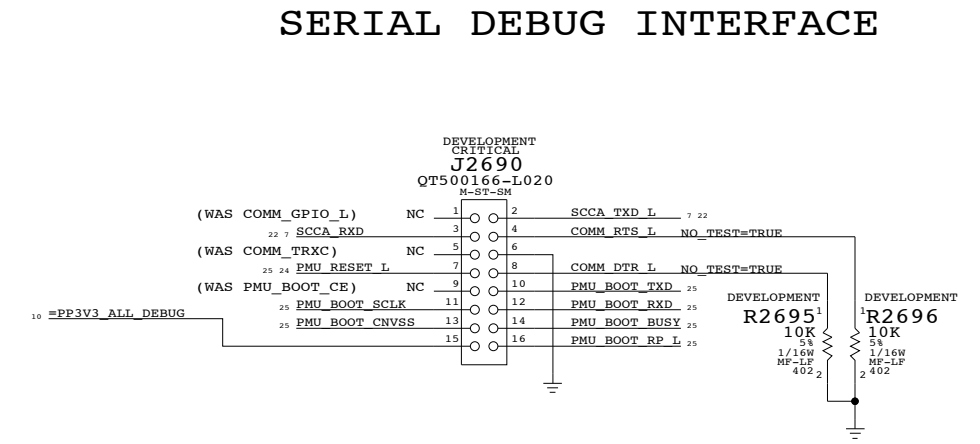 SERIAL DEBUG INTERFACE
DEVELOPMENT
CRITICAL
J2690
QT500166-L020
M-ST-SM
(WAS COMM_GPIO_L) NC 1 2 SCCA_TXD_L 7 22
22 7 SCCA_RXD 3 4 COMM_RTS_L NO_TEST=TRUE
(WAS COMM_TRXC) NC 5 6
25 24 PMU_RESET_L 7 8 COMM_DTR_L NO_TEST=TRUE
(WAS PMU_BOOT_CE) NC 9 10 PMU_BOOT_TXD 25
25 PMU_BOOT_SCLK 11 12 PMU_BOOT_RXD 25
25 PMU_BOOT_CNVSS 13 14 PMU_BOOT_BUSY 25
10 =PP3V3_ALL_DEBUG 15 16 PMU_BOOT_RP_L 25
DEVELOPMENT
R2695 1
10K
5%
1/16W
MF-LF
402 2
DEVELOPMENT
1 R2696
10K
5%
1/16W
MF-LF
2 402